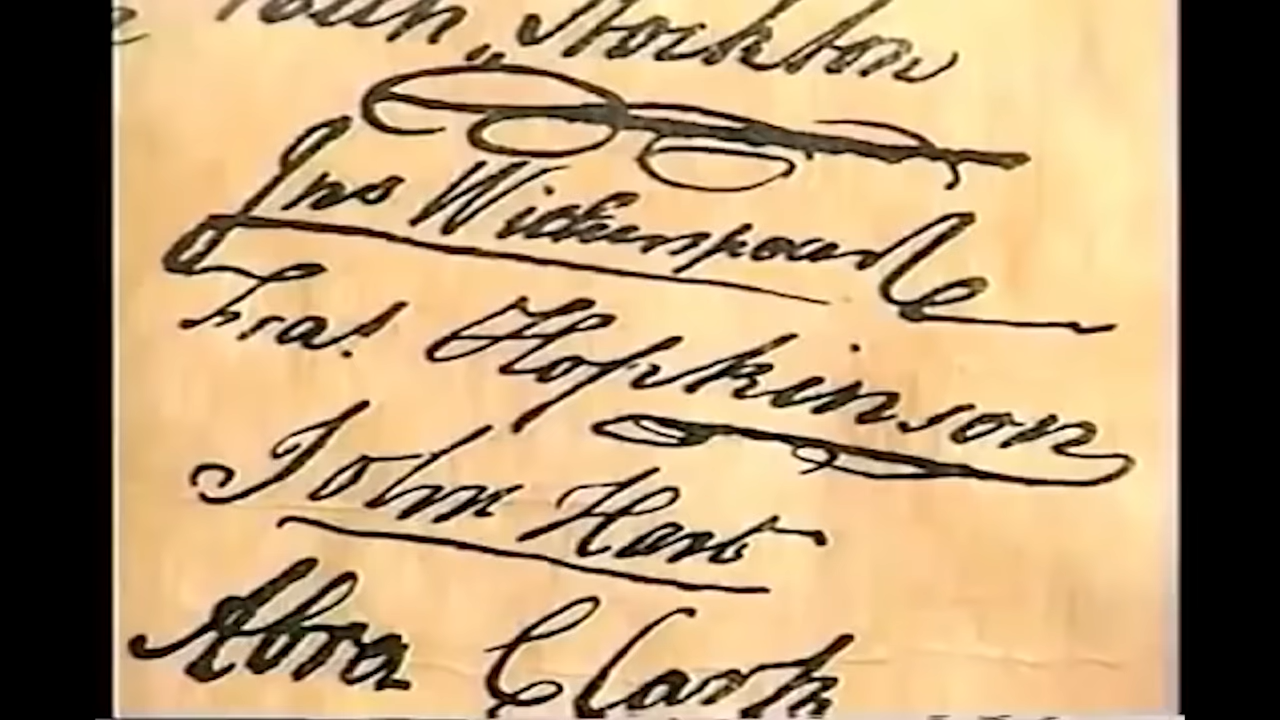 Stockton
Jno Witherspoon
Fras Hopkinson
John Hart
Abra Clark